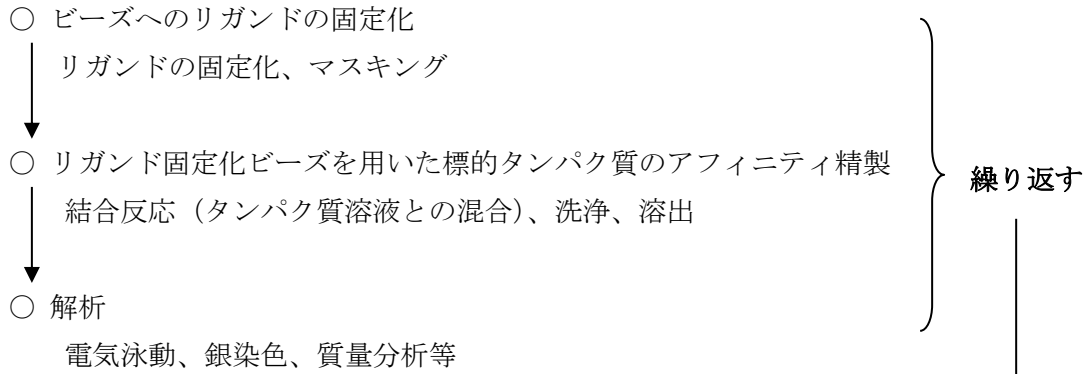 ○ ビーズへのリガンドの固定化
リガンドの固定化、マスキング
○ リガンド固定化ビーズを用いた標的タンパク質のアフィニティ精製
結合反応（タンパク質溶液との混合）、洗浄、溶出
繰り返す
○ 解析
電気泳動、銀染色、質量分析等